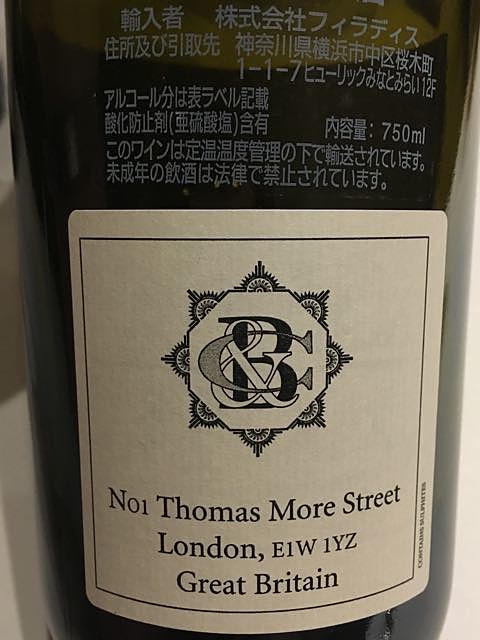 輸入者 株式会社フィラディス
住所及び引取先 神奈川県横浜市中区桜木町
1-1-7ヒューリックみなとみらい12F
アルコール分は表ラベル記載
酸化防止剤(亜硫酸塩)含有 内容量：750ml
このワインは定温温度管理の下で輸送されています。
未成年の飲酒は法律で禁止されています。
C&B
No1 Thomas More Street
London, E1W 1YZ
Great Britain
CONTAINS SULPHITES